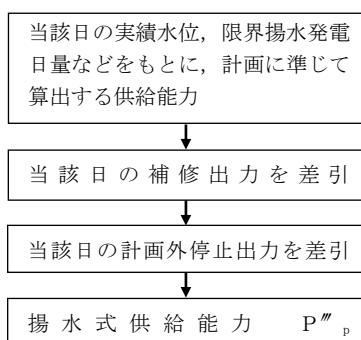 当該日の実績水位，限界揚水発電
日量などをもとに，計画に準じて
算出する供給能力
当該日の補修出力を差引
当該日の計画外停止出力を差引
揚水式供給能力　P‴p